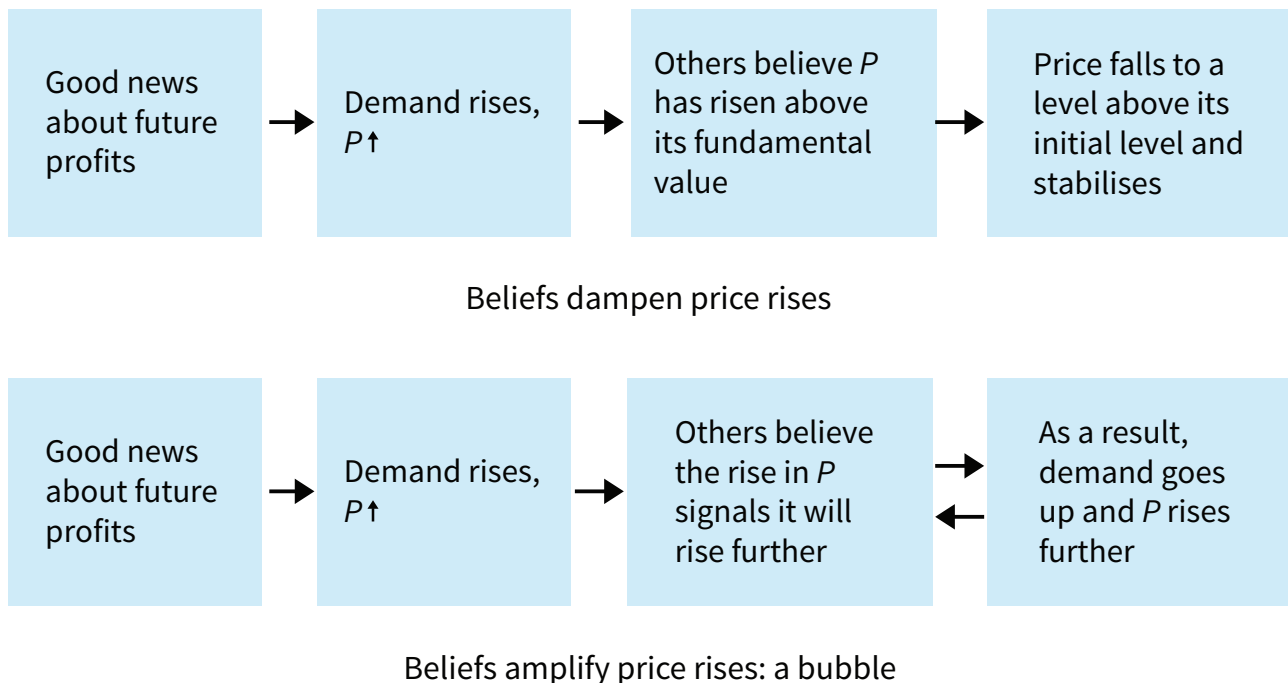 Good news
about future
profits
Demand rises,
P↑
Others believe P
has risen above
its fundamental
value
Price falls to a
level above its
initial level and
stabilises
Beliefs dampen price rises
Good news
about future
profits
Demand rises,
P↑
Others believe
the rise in P
signals it will
rise further
As a result,
demand goes
up and P rises
further
Beliefs amplify price rises: a bubble